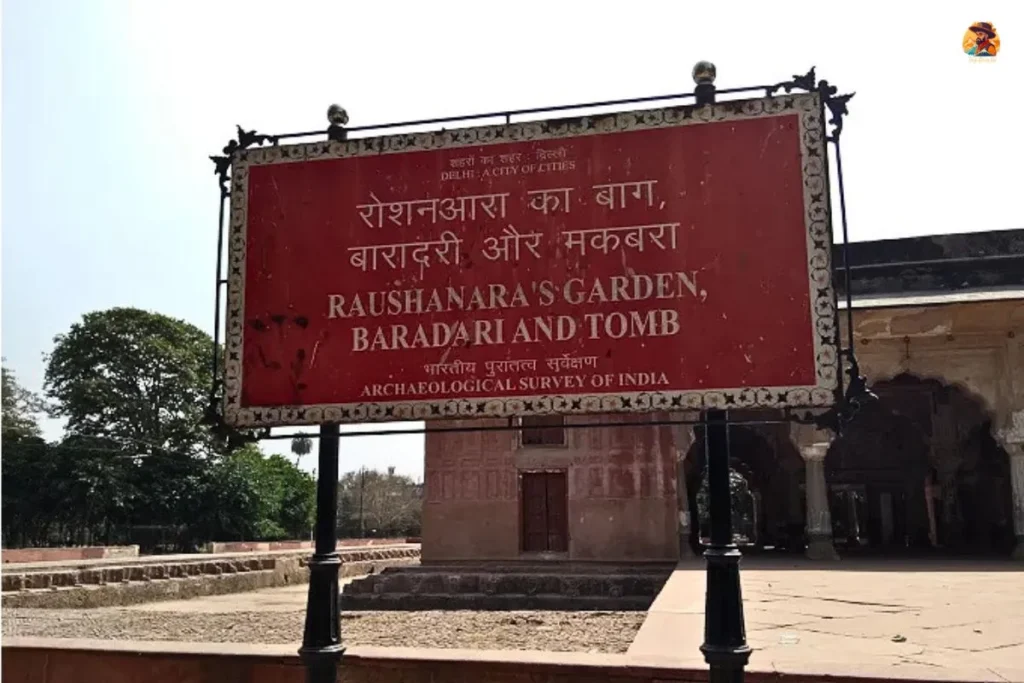 शहरों का शहर : दिल्ली
DELHI : A CITY OF CITIES
रोशनआरा का बाग,
बारादरी और मकबरा
RAUSHANARA'S GARDEN,
BARADARI AND TOMB
भारतीय पुरातत्व सर्वेक्षण
ARCHAEOLOGICAL SURVEY OF INDIA